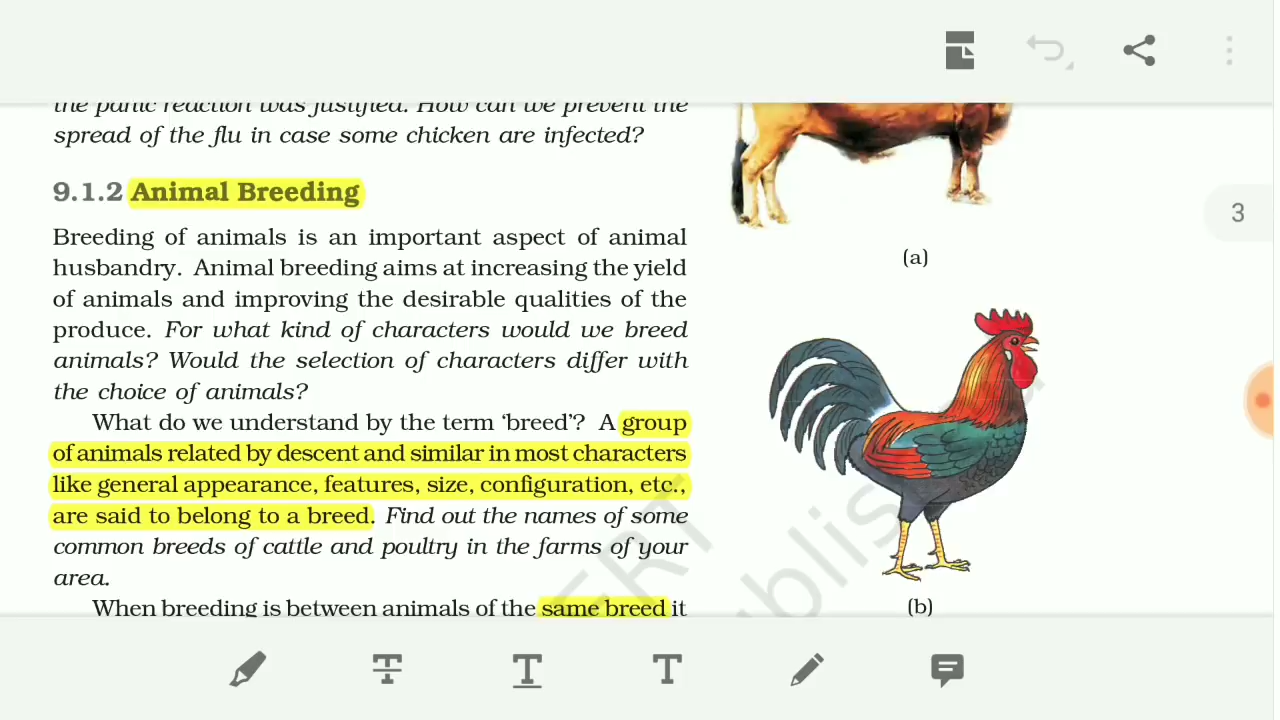 the panic reaction was justified. How can we prevent the
spread of the flu in case some chicken are infected?
9.1.2 Animal Breeding
Breeding of animals is an important aspect of animal
husbandry. Animal breeding aims at increasing the yield
of animals and improving the desirable qualities of the
produce. For what kind of characters would we breed
animals? Would the selection of characters differ with
the choice of animals?
What do we understand by the term ‘breed’? A group
of animals related by descent and similar in most characters
like general appearance, features, size, configuration, etc.,
are said to belong to a breed. Find out the names of some
common breeds of cattle and poultry in the farms of your
area.
When breeding is between animals of the same breed it
(a)
(b)
3